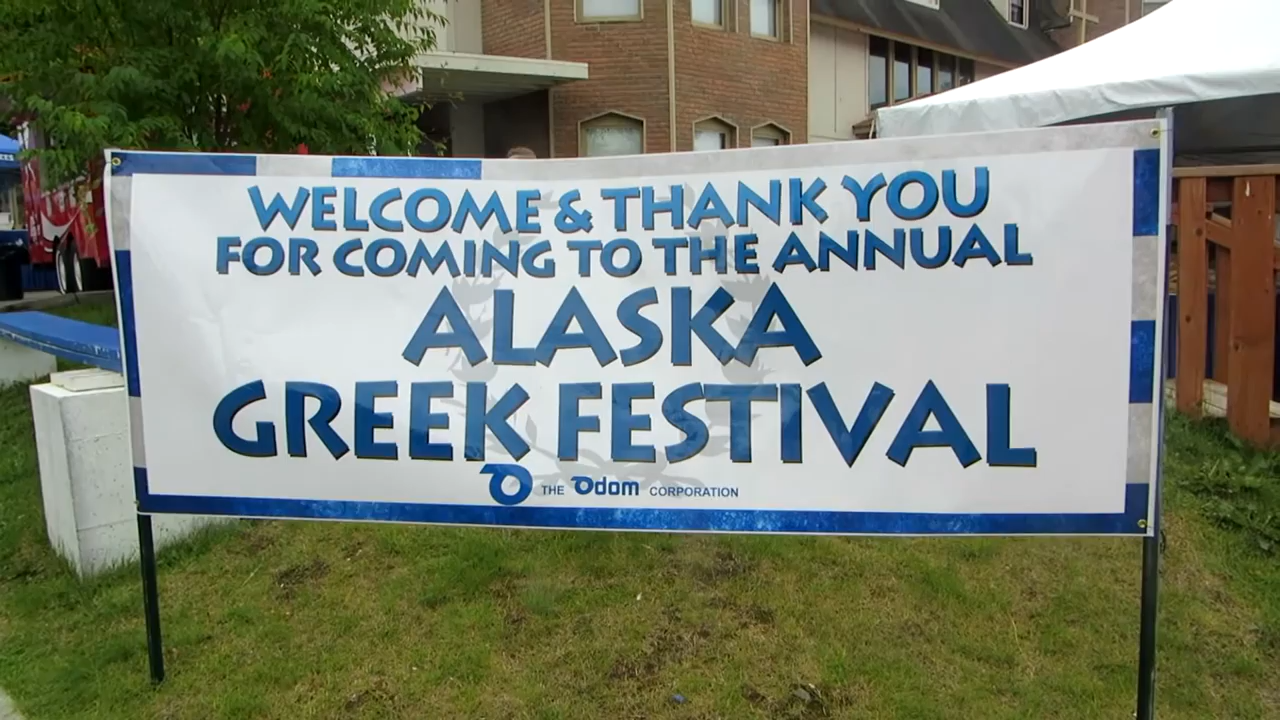 WELCOME & THANK YOU
FOR COMING TO THE ANNUAL
ALASKA
GREEK FESTIVAL
THE Odom CORPORATION